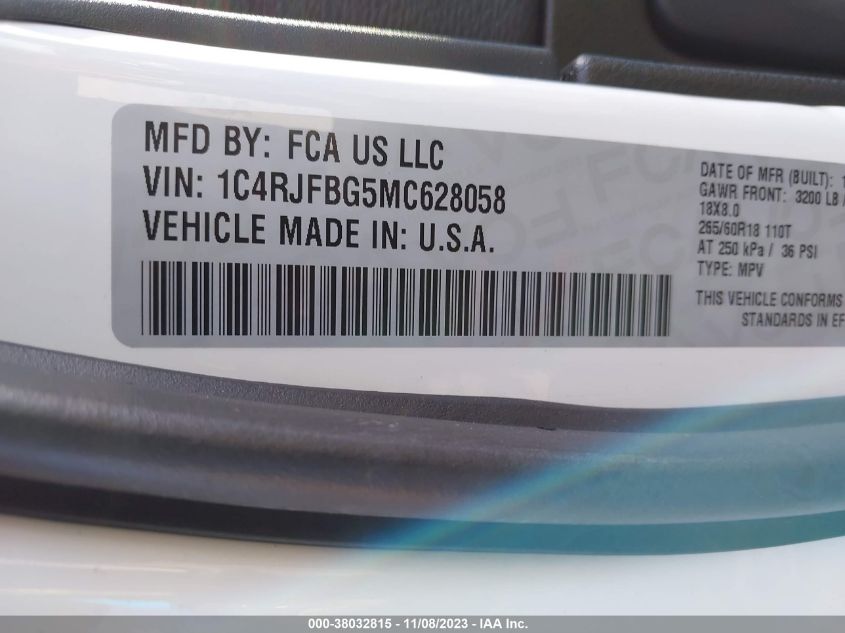 MFD BY: FCA US LLC
VIN: 1C4RJFBG5MC628058
VEHICLE MADE IN: U.S.A.
DATE OF MFR (BUILT): 1
GAWR FRONT: 3200 LB /
18X8.0
265/60R18 110T
AT 250 kPa / 36 PSI
TYPE: MPV
THIS VEHICLE CONFORMS
STANDARDS IN EF
000-38032815 - 11/08/2023 - IAA Inc.